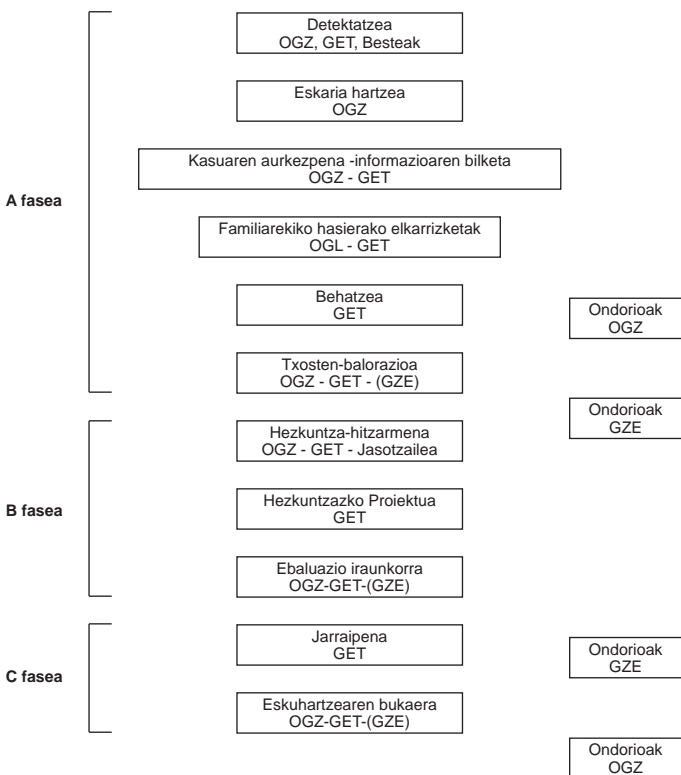 Detektatzea
OGZ, GET, Besteak
Eskaria hartzea
OGZ
Kasuaren aurkezpena -informazioaren bilketa
OGZ - GET
A fasea
Familiarekiko hasierako elkarrizketak
OGL - GET
Behatzea
GET
Ondorioak
OGZ
Txosten-balorazioa
OGZ - GET - (GZE)
Ondorioak
GZE
Hezkuntza-hitzarmena
OGZ - GET - Jasotzailea
B fasea
Hezkuntzazko Proiektua
GET
Ebaluazio iraunkorra
OGZ-GET-(GZE)
Jarraipena
GET
Ondorioak
GZE
C fasea
Eskuhartzearen bukaera
OGZ-GET-(GZE)
Ondorioak
OGZ